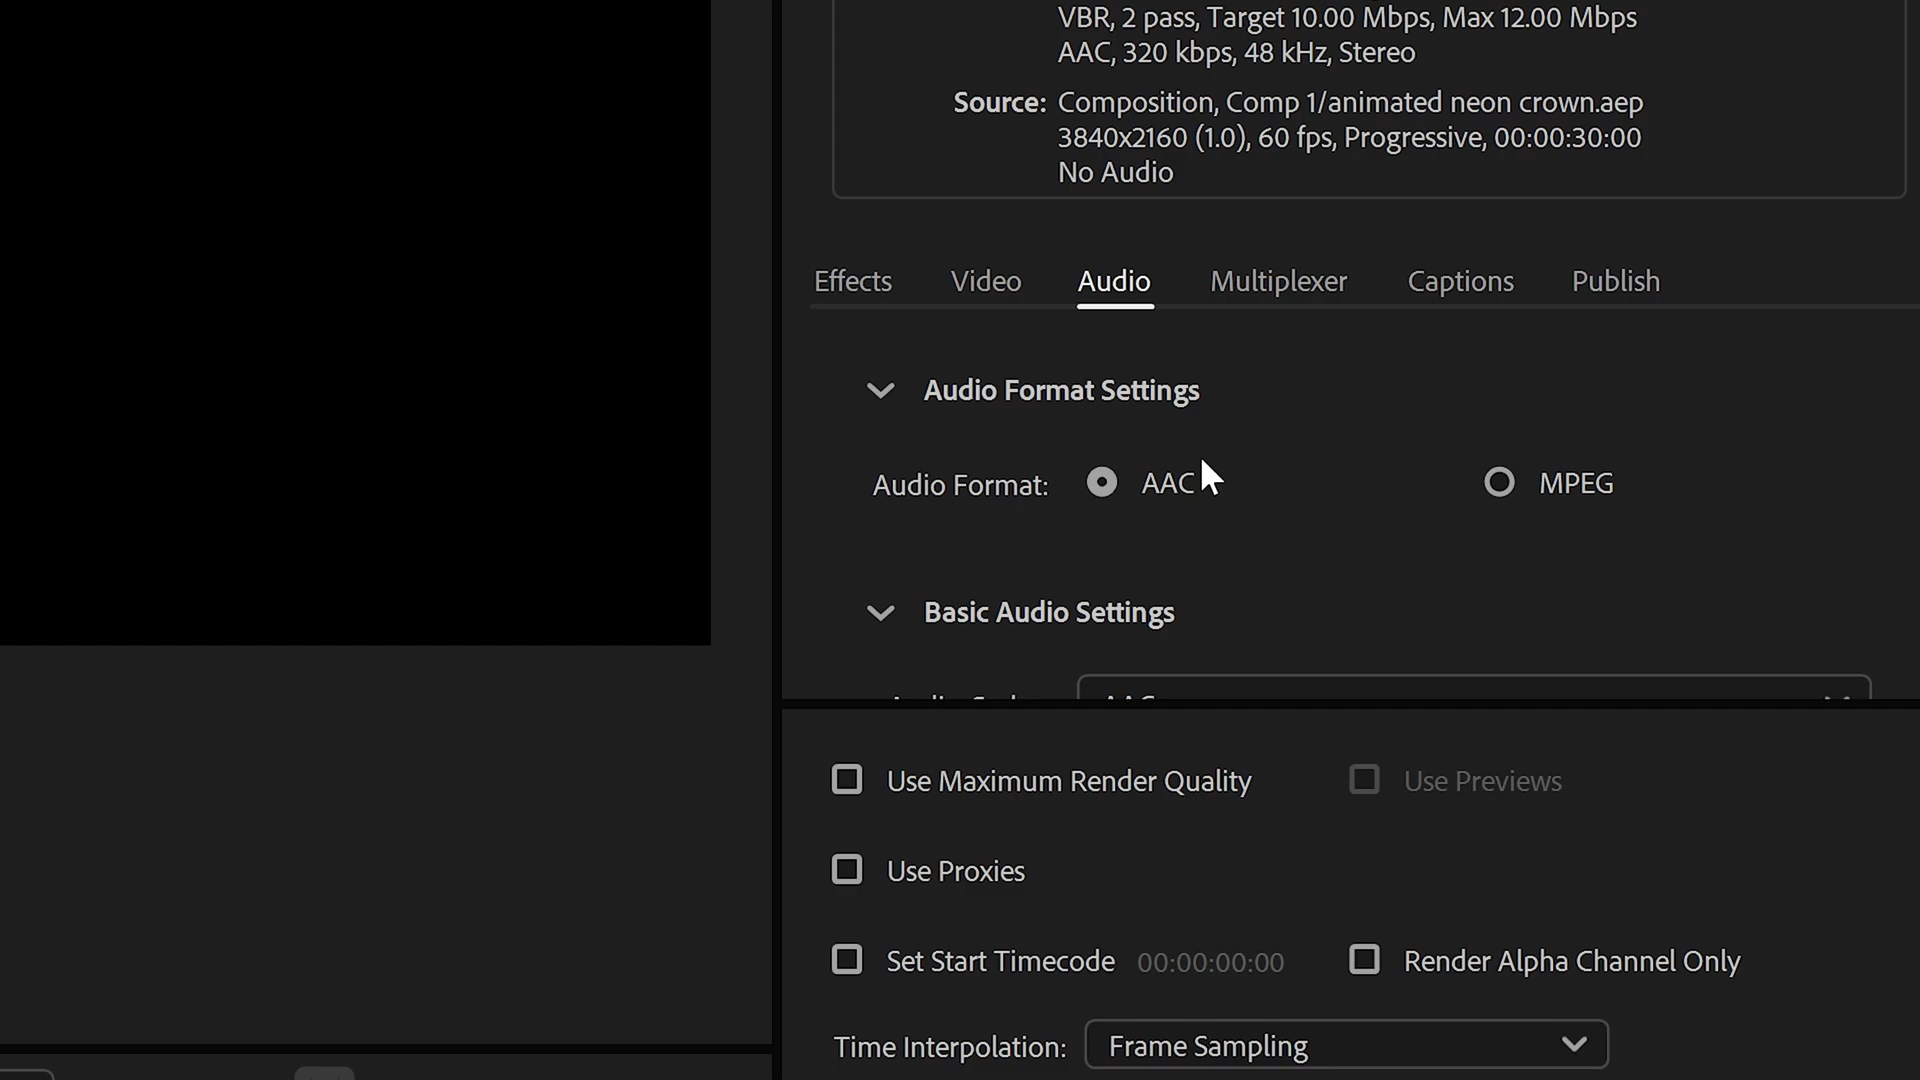 VBR, 2 pass, Target 10.00 Mbps, Max 12.00 Mbps
AAC, 320 kbps, 48 kHz, Stereo
Source: Composition, Comp 1/animated neon crown.aep
3840x2160 (1.0), 60 fps, Progressive, 00:00:30:00
No Audio
Effects Video Audio Multiplexer Captions Publish
Audio Format Settings
Audio Format: AAC MPEG
Basic Audio Settings
Use Maximum Render Quality Use Previews
Use Proxies
Set Start Timecode 00:00:00:00 Render Alpha Channel Only
Time Interpolation: Frame Sampling